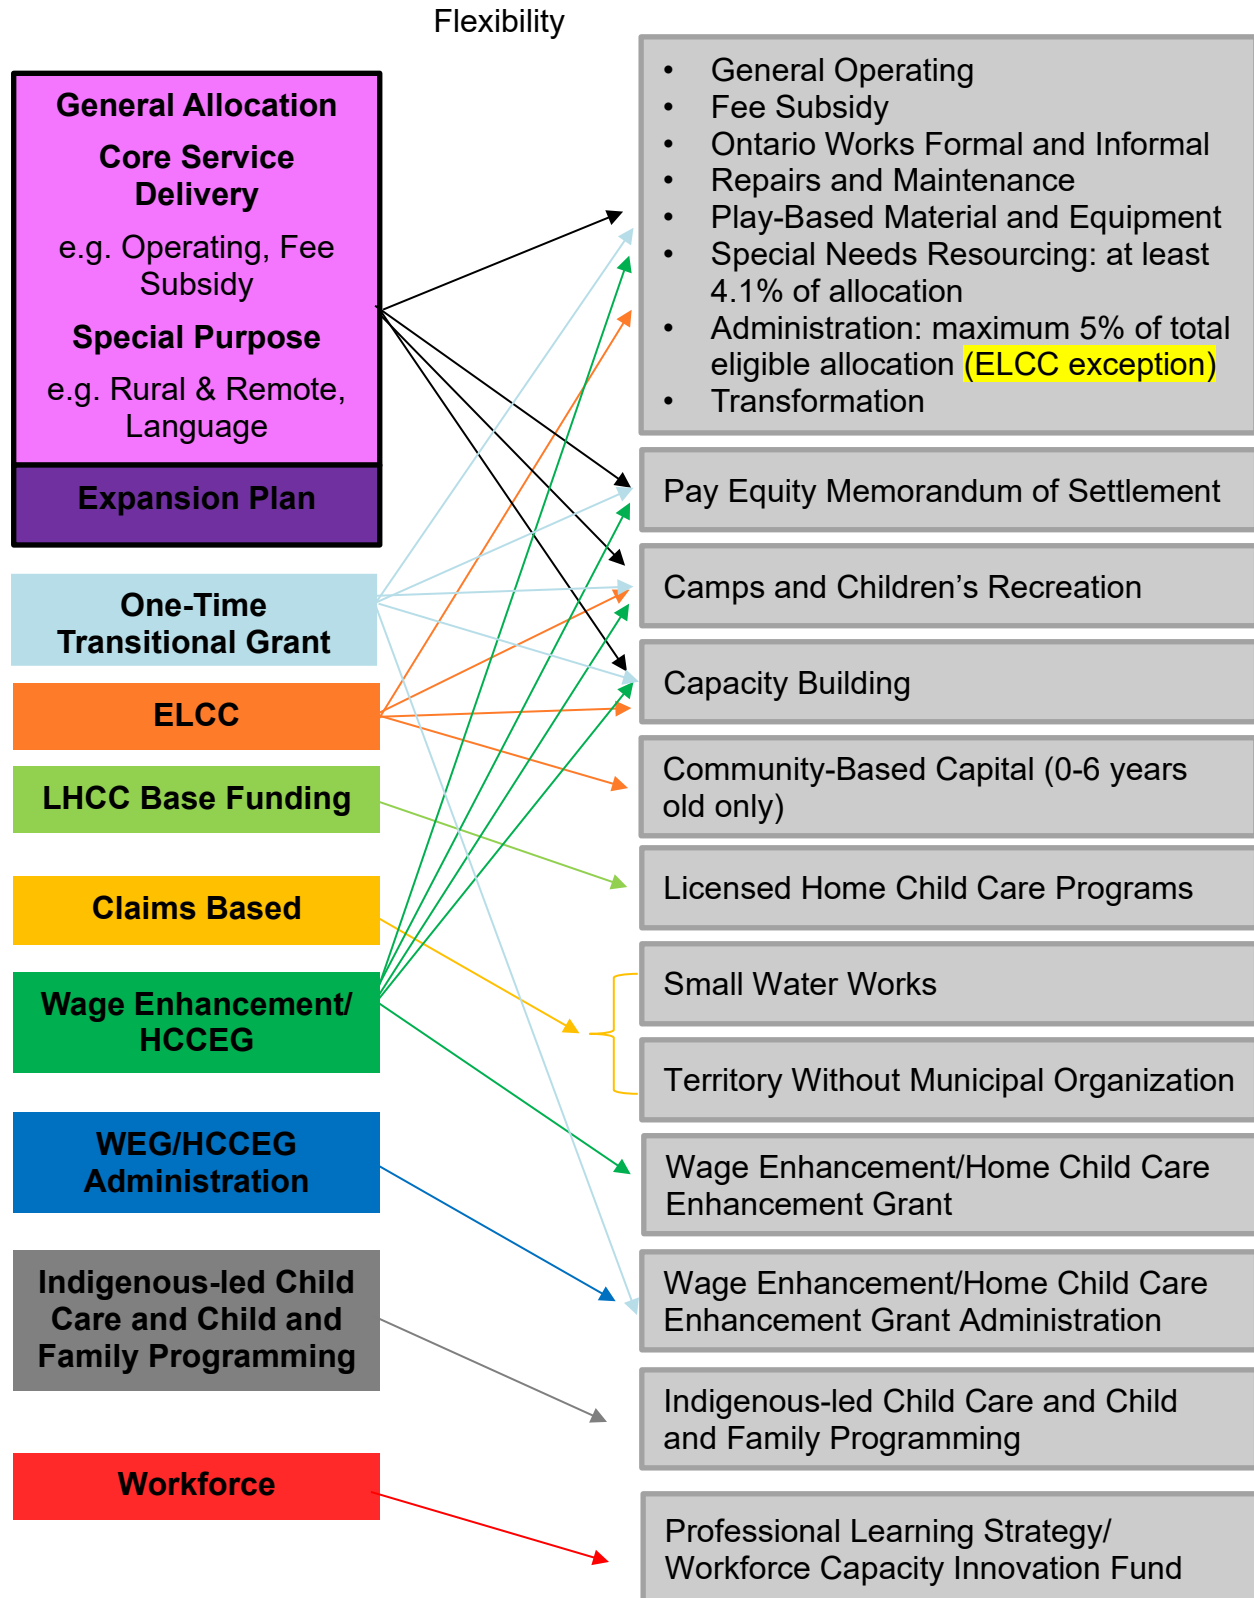 Flexibility
General Allocation
Core Service
Delivery
e.g. Operating, Fee
Subsidy
Special Purpose
e.g. Rural & Remote,
Language
Expansion Plan
One-Time
Transitional Grant
ELCC
LHCC Base Funding
Claims Based
Wage Enhancement/
HCCEG
WEG/HCCEG
Administration
Indigenous-led Child
Care and Child and
Family Programming
Workforce
• General Operating
• Fee Subsidy
• Ontario Works Formal and Informal
• Repairs and Maintenance
• Play-Based Material and Equipment
• Special Needs Resourcing: at least
4.1% of allocation
• Administration: maximum 5% of total
eligible allocation (ELCC exception)
• Transformation
Pay Equity Memorandum of Settlement
Camps and Children’s Recreation
Capacity Building
Community-Based Capital (0-6 years
old only)
Licensed Home Child Care Programs
Small Water Works
Territory Without Municipal Organization
Wage Enhancement/Home Child Care
Enhancement Grant
Wage Enhancement/Home Child Care
Enhancement Grant Administration
Indigenous-led Child Care and Child
and Family Programming
Professional Learning Strategy/
Workforce Capacity Innovation Fund